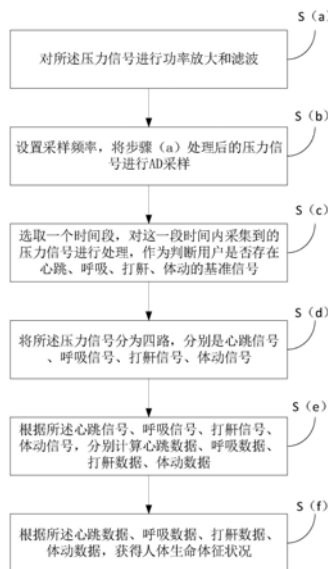 S（a）
对所述压力信号进行功率放大和滤波
S（b）
设置采样频率，将步骤（a）处理后的压力信
号进行AD采样
S（c）
选取一个时间段，对这一段时间内采集到的
压力信号进行处理，作为判断用户是否存在
心跳、呼吸、打鼾、体动的基准信号
S（d）
将所述压力信号分为四路，分别是心跳信号
、呼吸信号、打鼾信号、体动信号
S（e）
根据所述心跳信号、呼吸信号、打鼾信号、
体动信号，分别计算心跳数据、呼吸数据、
打鼾数据、体动数据
S（f）
根据所述心跳数据、呼吸数据、打鼾数据、
体动数据，获得人体生命体征状况